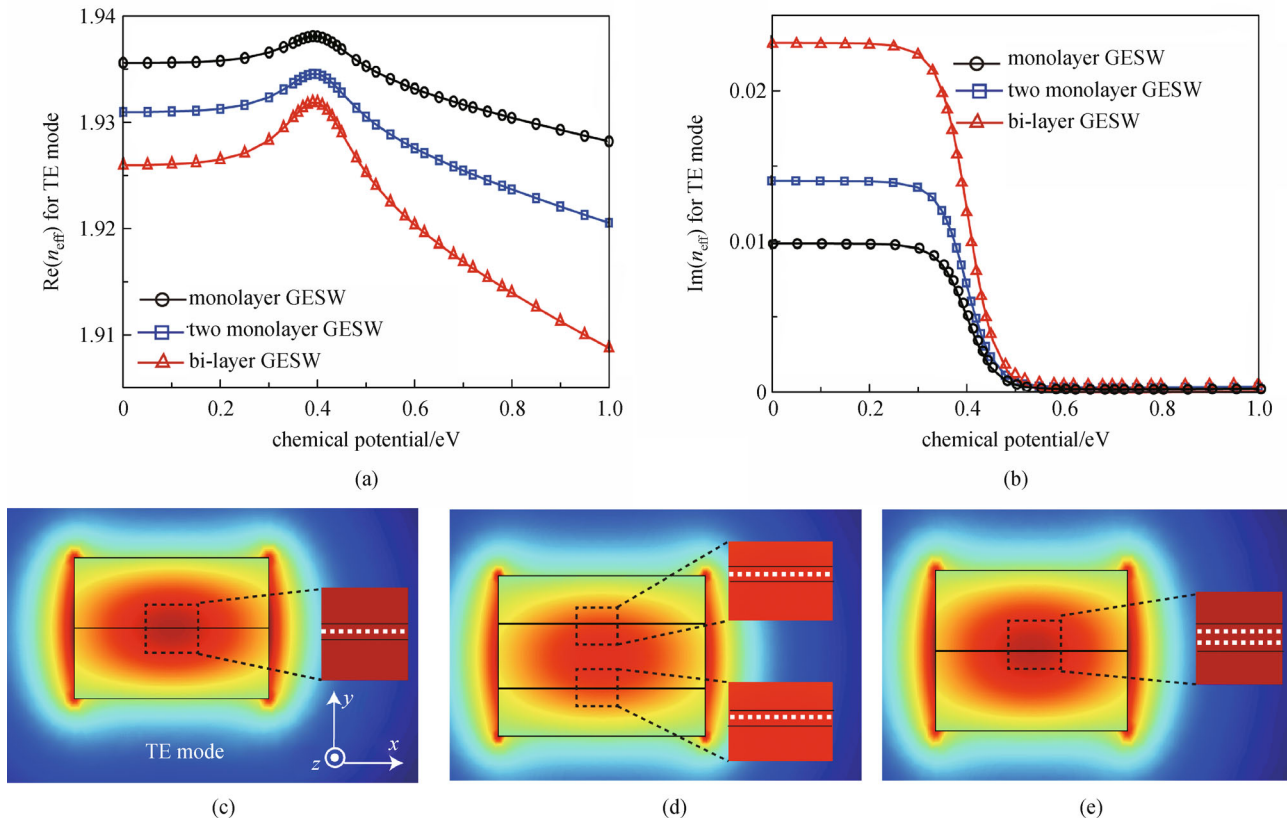 1.94
1.93
1.92
1.91
Re(n_eff) for TE mode
monolayer GESW
two monolayer GESW
bi-layer GESW
0 0.2 0.4 0.6 0.8 1.0
chemical potential/eV
(a)
0.02
0.01
0
Im(n_eff) for TE mode
monolayer GESW
two monolayer GESW
bi-layer GESW
0 0.2 0.4 0.6 0.8 1.0
chemical potential/eV
(b)
y
x
z
TE mode
(c)
(d)
(e)